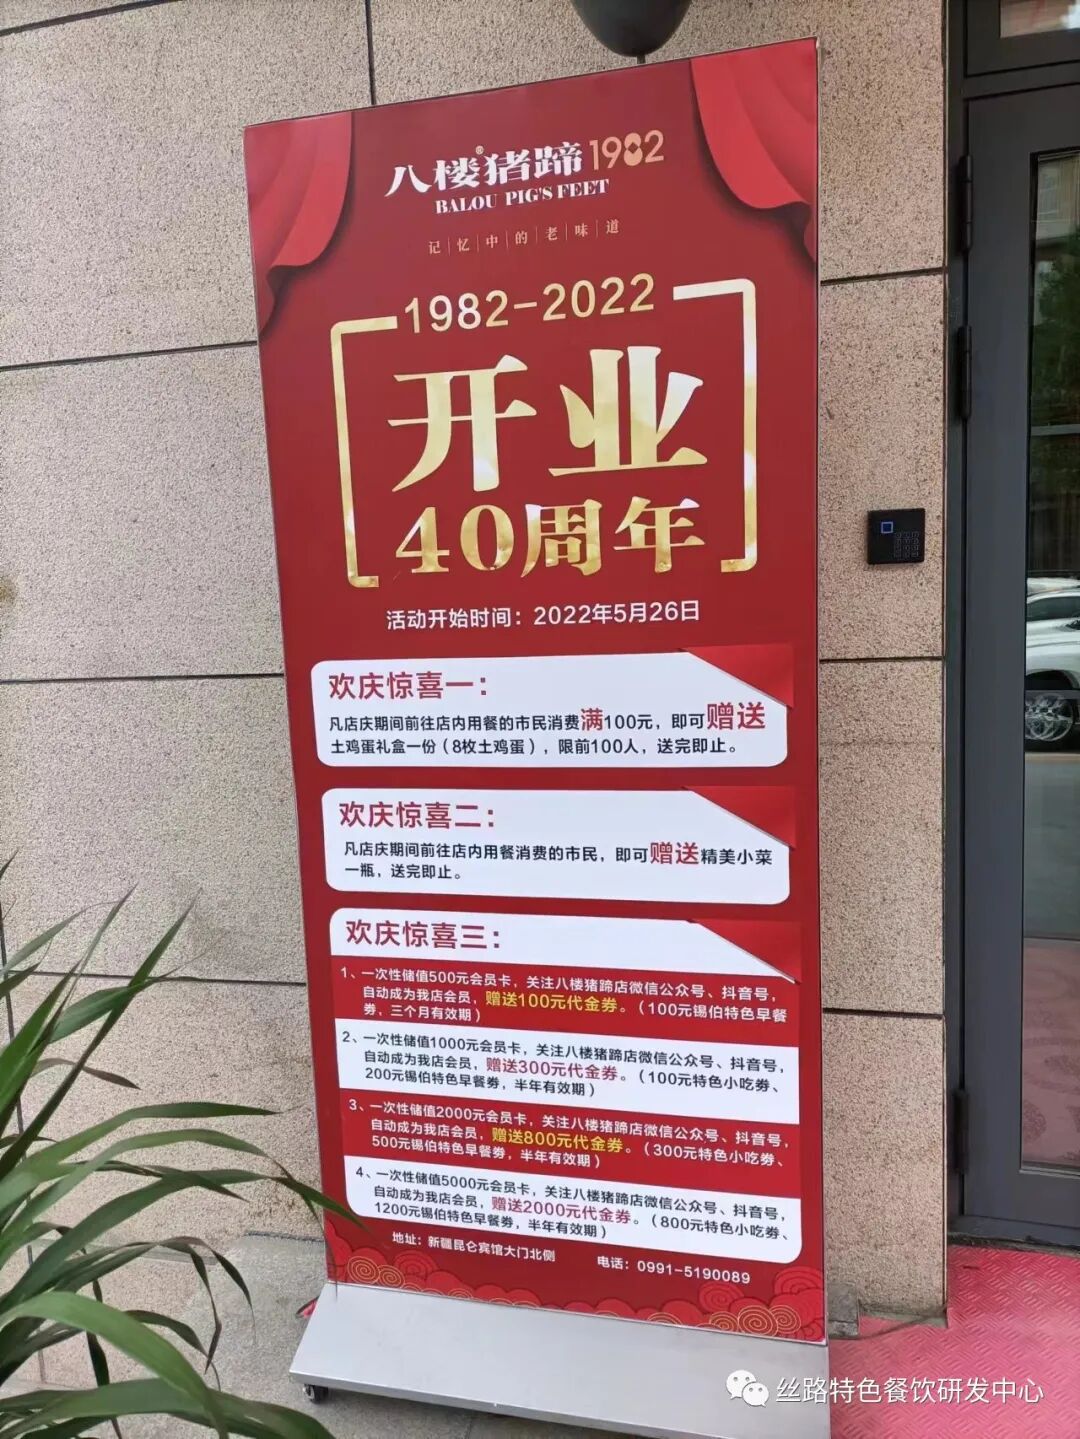 八楼猪蹄®1982
BALOU PIG'S FEET
记|忆|中|的|老|味|道
1982-2022
开业
40周年
活动开始时间：2022年5月26日
欢庆惊喜一：
凡店庆期间前往店内用餐的市民消费满100元，即可赠送
土鸡蛋礼盒一份（8枚土鸡蛋），限前100人，送完即止。
欢庆惊喜二：
凡店庆期间前往店内用餐消费的市民，即可赠送精美小菜
一瓶，送完即止。
欢庆惊喜三：
1、一次性储值500元会员卡，关注八楼猪蹄店微信公众号、抖音号，
自动成为我店会员，赠送100元代金券。（100元锡伯特色早餐
券，三个月有效期）
2、一次性储值1000元会员卡，关注八楼猪蹄店微信公众号、抖音号，
自动成为我店会员，赠送300元代金券。（100元特色小吃券、
200元锡伯特色早餐券，半年有效期）
3、一次性储值2000元会员卡，关注八楼猪蹄店微信公众号、抖音号，
自动成为我店会员，赠送800元代金券。（300元特色小吃券、
500元锡伯特色早餐券，半年有效期）
4、一次性储值5000元会员卡，关注八楼猪蹄店微信公众号、抖音号，
自动成为我店会员，赠送2000元代金券。（800元特色小吃券、
1200元锡伯特色早餐券，半年有效期）
地址：新疆昆仑宾馆大门北侧 电话：0991-5190089
丝路特色餐饮研发中心